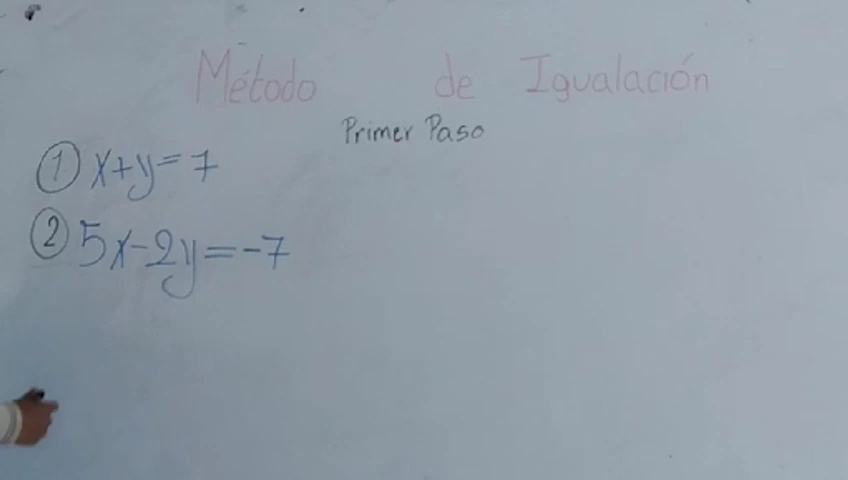 Método de Igualación
Primer Paso
① x+y=7
② 5x-2y=-7